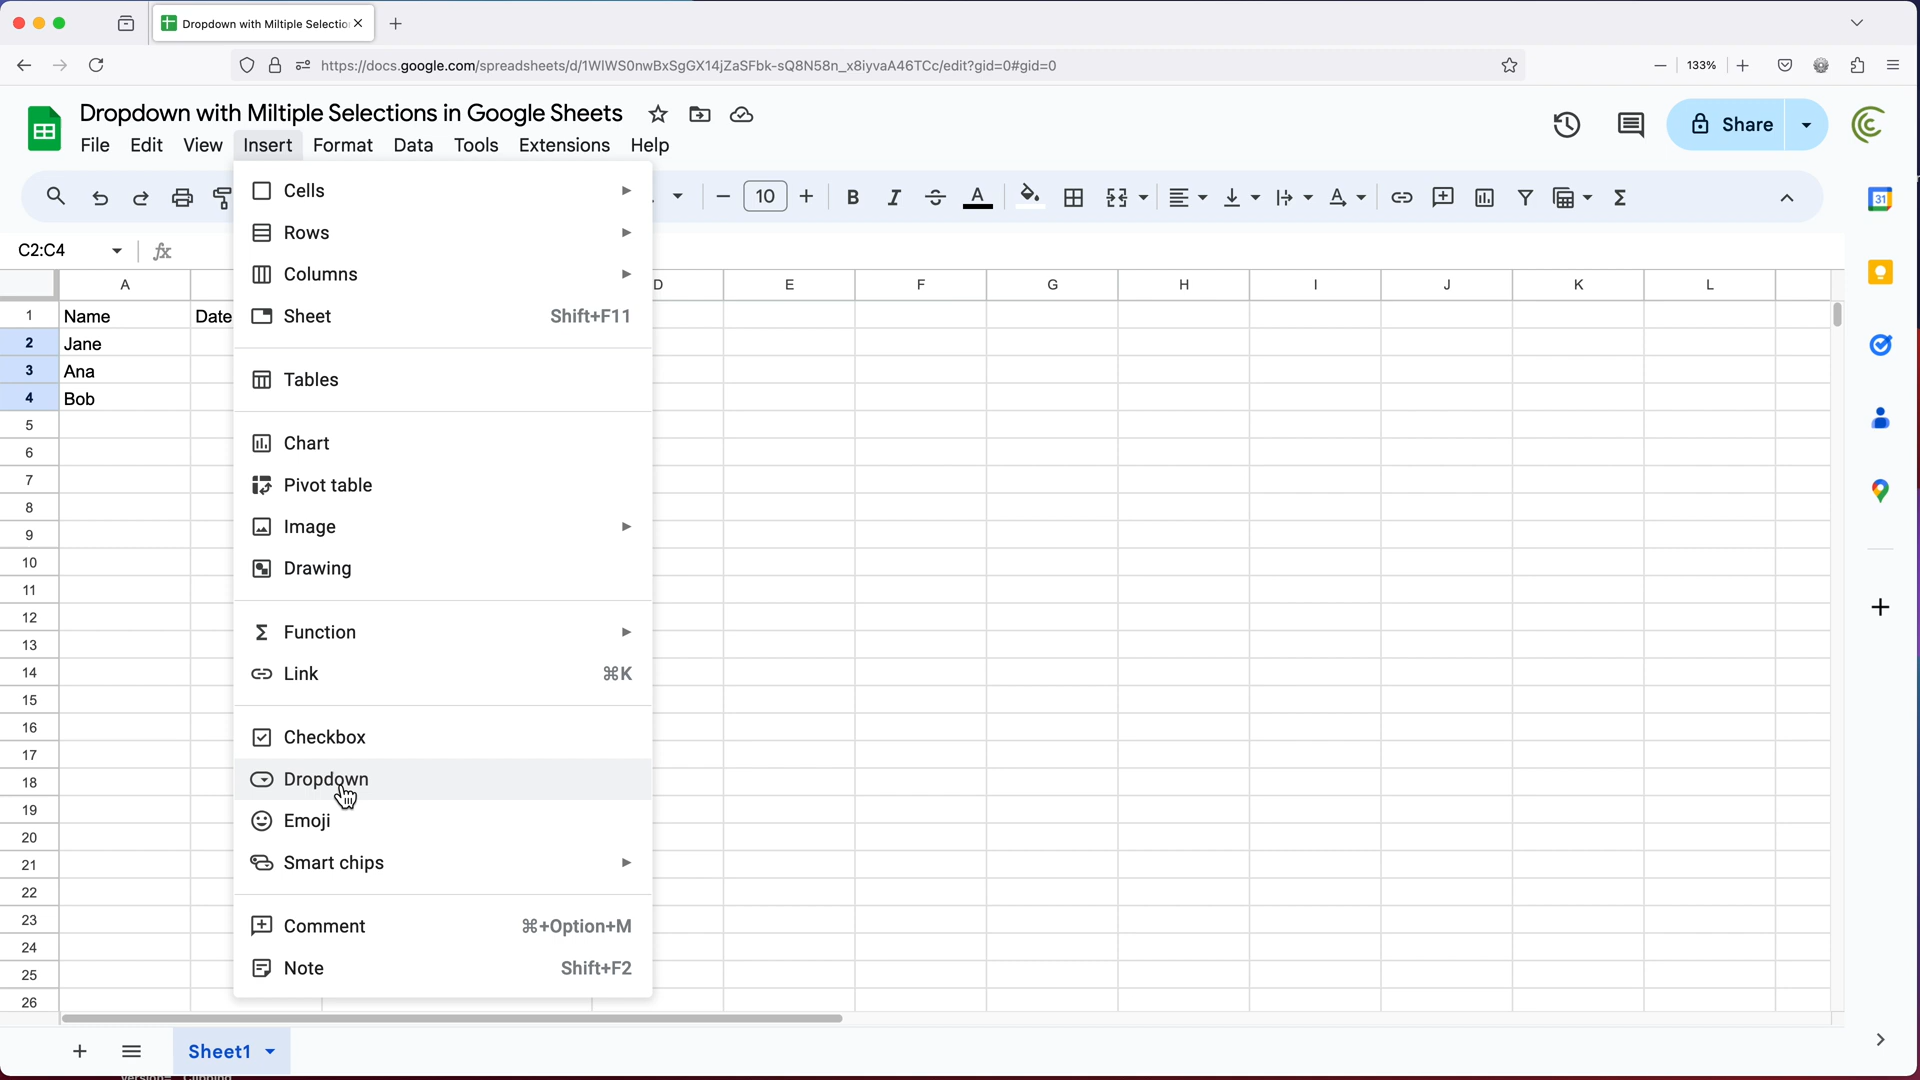 Dropdown with Miltiple Selectio
https://docs.google.com/spreadsheets/d/1WlWS0nwBxSgGX14jZaSFbk-sQ8N58n_x8iyvaA46TCc/edit?gid=0#gid=0
133%
Dropdown with Miltiple Selections in Google Sheets
Share
File Edit View Insert Format Data Tools Extensions Help
10 B I S A
C2:C4 fx
A D E F G H I J K L
1 Name Date
2 Jane
3 Ana
4 Bob
5
6
7
8
9
10
11
12
13
14
15
16
17
18
19
20
21
22
23
24
25
26
Cells
Rows
Columns
Sheet Shift+F11
Tables
Chart
Pivot table
Image
Drawing
Function
Link ⌘K
Checkbox
Dropdown
Emoji
Smart chips
Comment ⌘+Option+M
Note Shift+F2
31
Sheet1